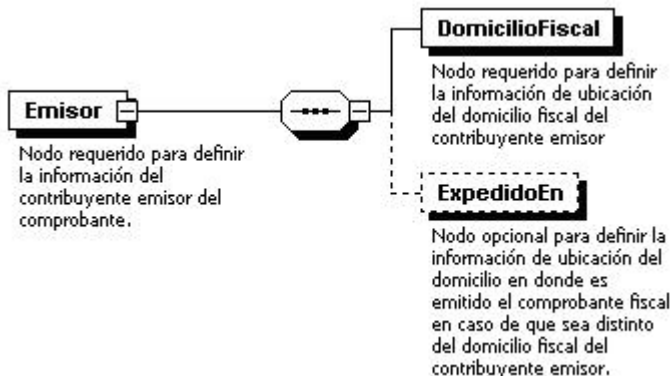 DomicilioFiscal
Nodo requerido para definir
la información de ubicación
del domicilio fiscal del
contribuyente emisor
Emisor
Nodo requerido para definir
la información del
contribuyente emisor del
comprobante.
ExpedidoEn
Nodo opcional para definir la
información de ubicación del
domicilio en donde es
emitido el comprobante fiscal
en caso de que sea distinto
del domicilio fiscal del
contribuyente emisor.